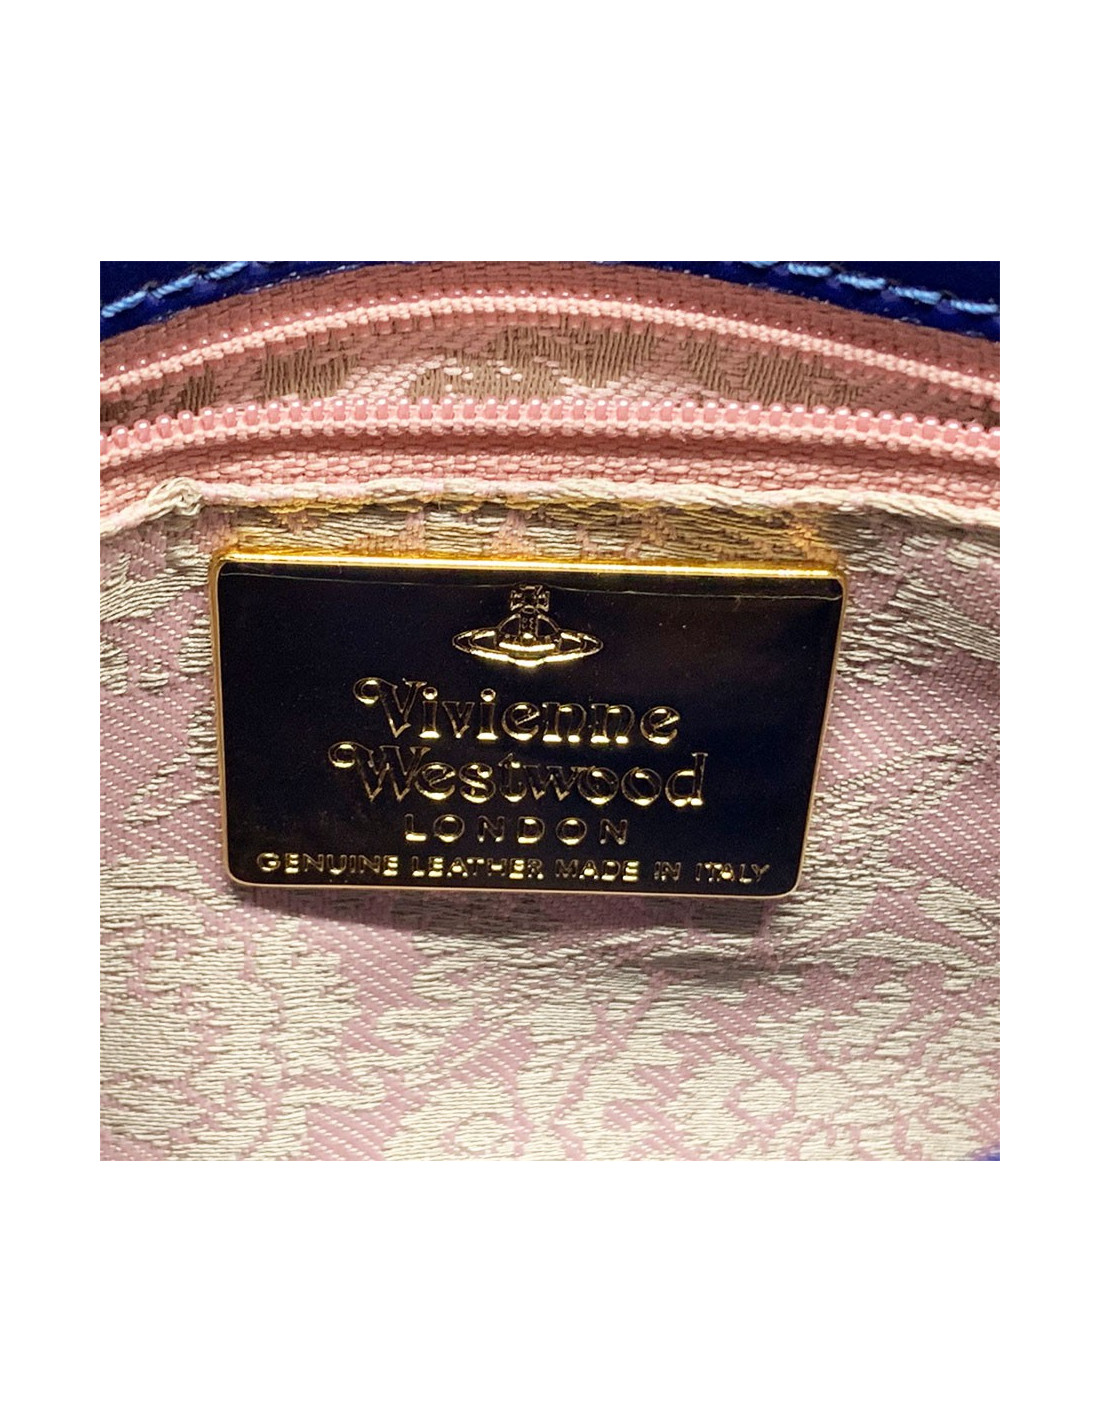 Vivienne
Westwood
LONDON
GENUINE LEATHER MADE IN ITALY